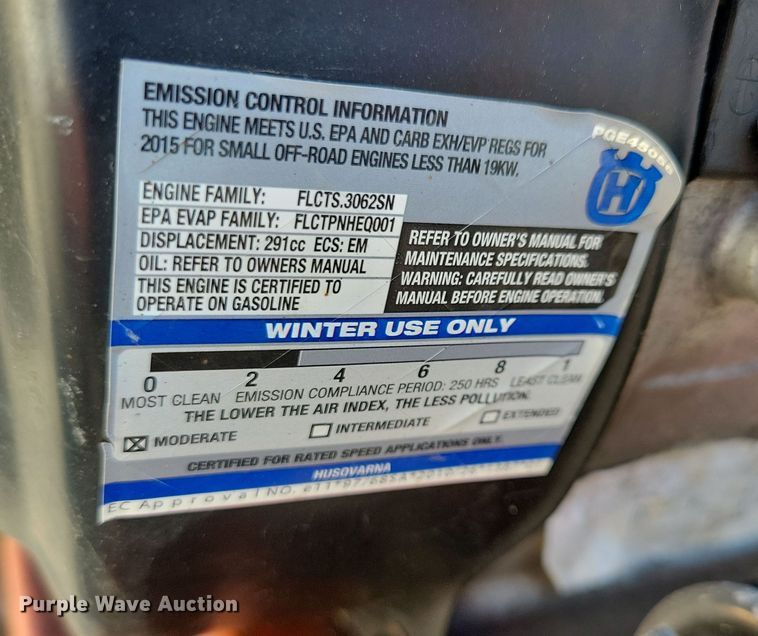 EMISSION CONTROL INFORMATION
THIS ENGINE MEETS U.S. EPA AND CARB EXH/EVP REGS FOR
2015 FOR SMALL OFF-ROAD ENGINES LESS THAN 19KW.
PGE45056
H
ENGINE FAMILY: FLCTS.3062SN
EPA EVAP FAMILY: FLCTPNHEQ001
DISPLACEMENT: 291cc ECS: EM
OIL: REFER TO OWNERS MANUAL
THIS ENGINE IS CERTIFIED TO
OPERATE ON GASOLINE
REFER TO OWNER'S MANUAL FOR
MAINTENANCE SPECIFICATIONS.
WARNING: CAREFULLY READ OWNER'S
MANUAL BEFORE ENGINE OPERATION.
WINTER USE ONLY
0 2 4 6 8 1
MOST CLEAN EMISSION COMPLIANCE PERIOD: 250 HRS LEAST CLEAN
THE LOWER THE AIR INDEX, THE LESS POLLUTION.
MODERATE INTERMEDIATE EXTENDED
CERTIFIED FOR RATED SPEED APPLICATIONS ONLY.
HUSQVARNA
EC Approval NO.
Purple Wave Auction